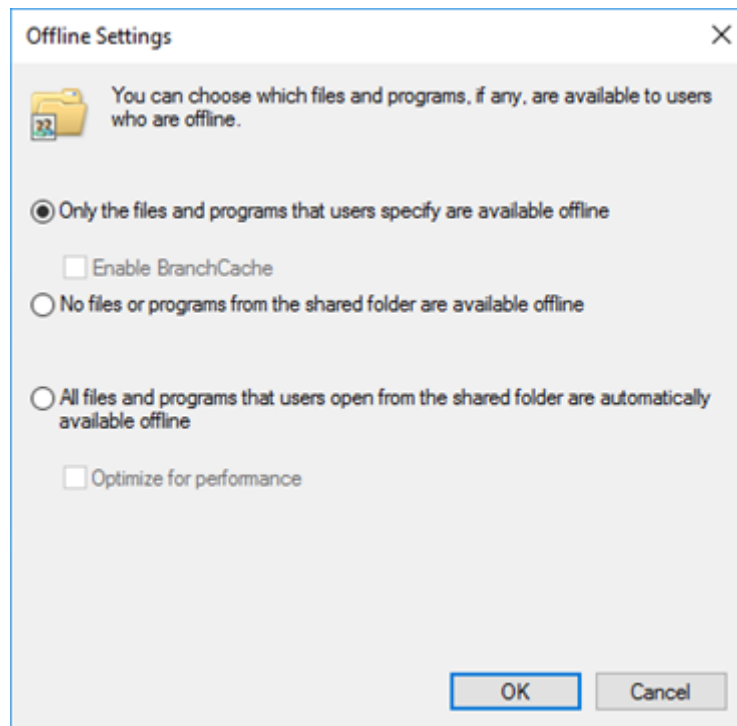 Offline Settings
You can choose which files and programs, if any, are available to users
who are offline.
Only the files and programs that users specify are available offline
Enable BranchCache
No files or programs from the shared folder are available offline
All files and programs that users open from the shared folder are automatically
available offline
Optimize for performance
OK
Cancel